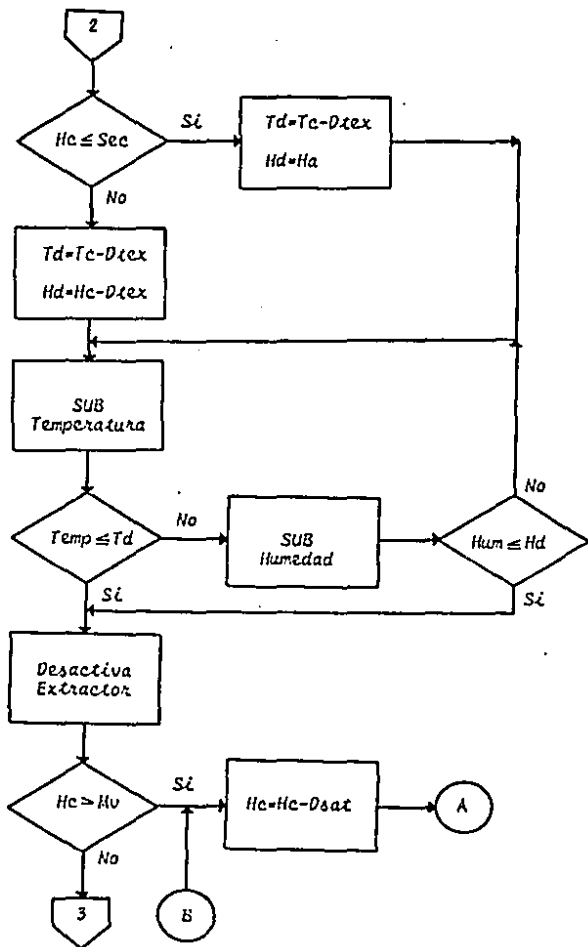 2
Hc ≤ Sec
Si
Td=Tc-Dtex
Hd=Ha
No
Td=Tc-Dtex
Hd=Hc-Dtex
SUB
Temperatura
Temp ≤ Td
No
SUB
Humedad
Hum ≤ Hd
No
Si
Si
Desactiva
Extractor
Hc > Hv
Si
Hc=Hc-Dsat
A
No
3
B